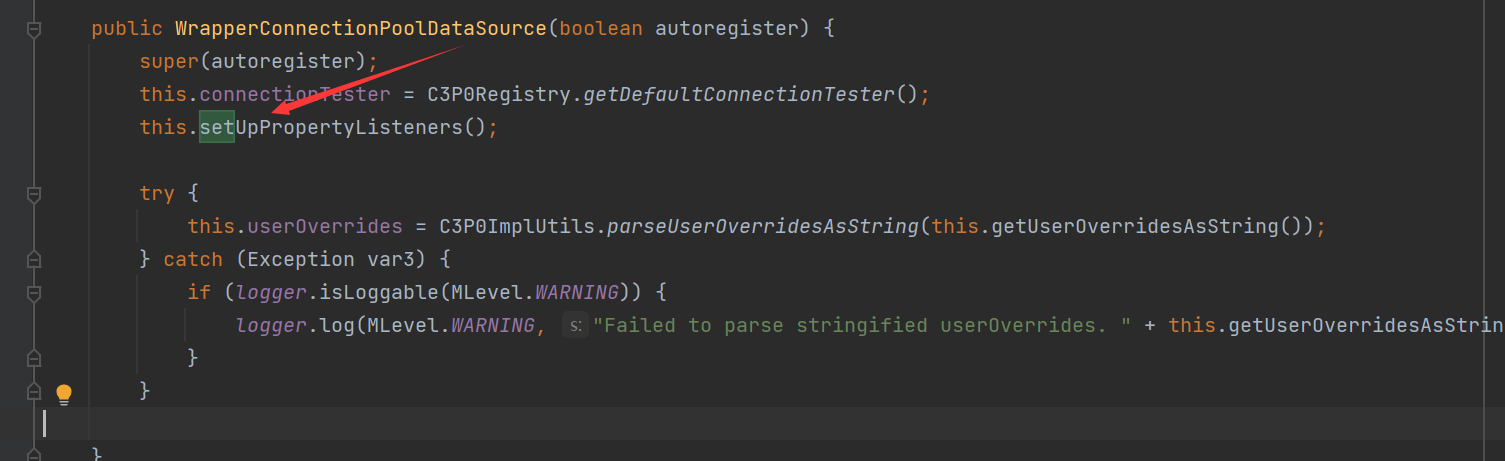 public WrapperConnectionPoolDataSource(boolean autoregister) {
super(autoregister);
this.connectionTester = C3P0Registry.getDefaultConnectionTester();
this.setUpPropertyListeners();
try {
this.userOverrides = C3P0ImplUtils.parseUserOverridesAsString(this.getUserOverridesAsString());
} catch (Exception var3) {
if (logger.isLoggable(MLevel.WARNING)) {
logger.log(MLevel.WARNING, s: "Failed to parse stringified userOverrides. " + this.getUserOverridesAsStrin
}
}
}